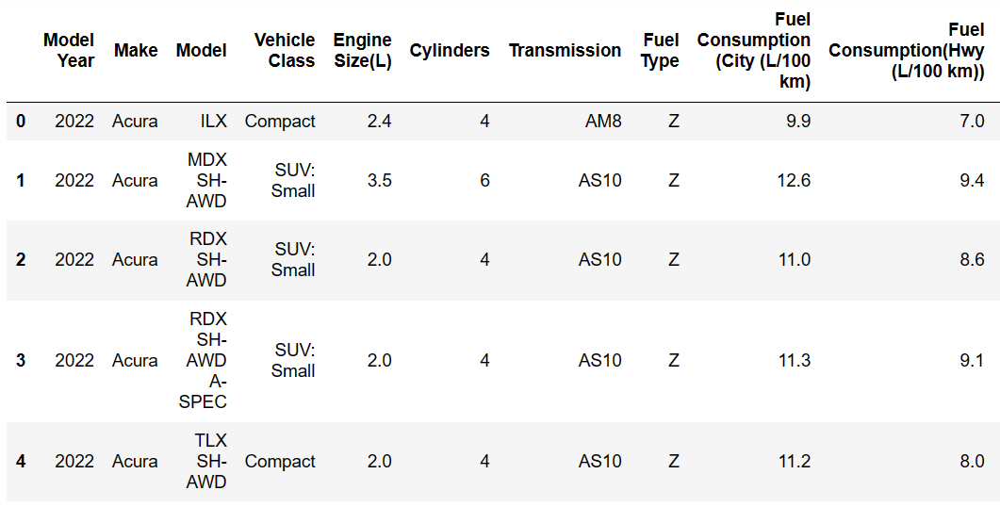 Model Year Make Model Vehicle Class Engine Size(L) Cylinders Transmission Fuel Type Fuel Consumption (City (L/100 km) Fuel Consumption(Hwy (L/100 km))
0 2022 Acura ILX Compact 2.4 4 AM8 Z 9.9 7.0
1 2022 Acura MDX SH-AWD SUV: Small 3.5 6 AS10 Z 12.6 9.4
2 2022 Acura RDX SH-AWD SUV: Small 2.0 4 AS10 Z 11.0 8.6
3 2022 Acura RDX SH-AWD A-SPEC SUV: Small 2.0 4 AS10 Z 11.3 9.1
4 2022 Acura TLX SH-AWD Compact 2.0 4 AS10 Z 11.2 8.0